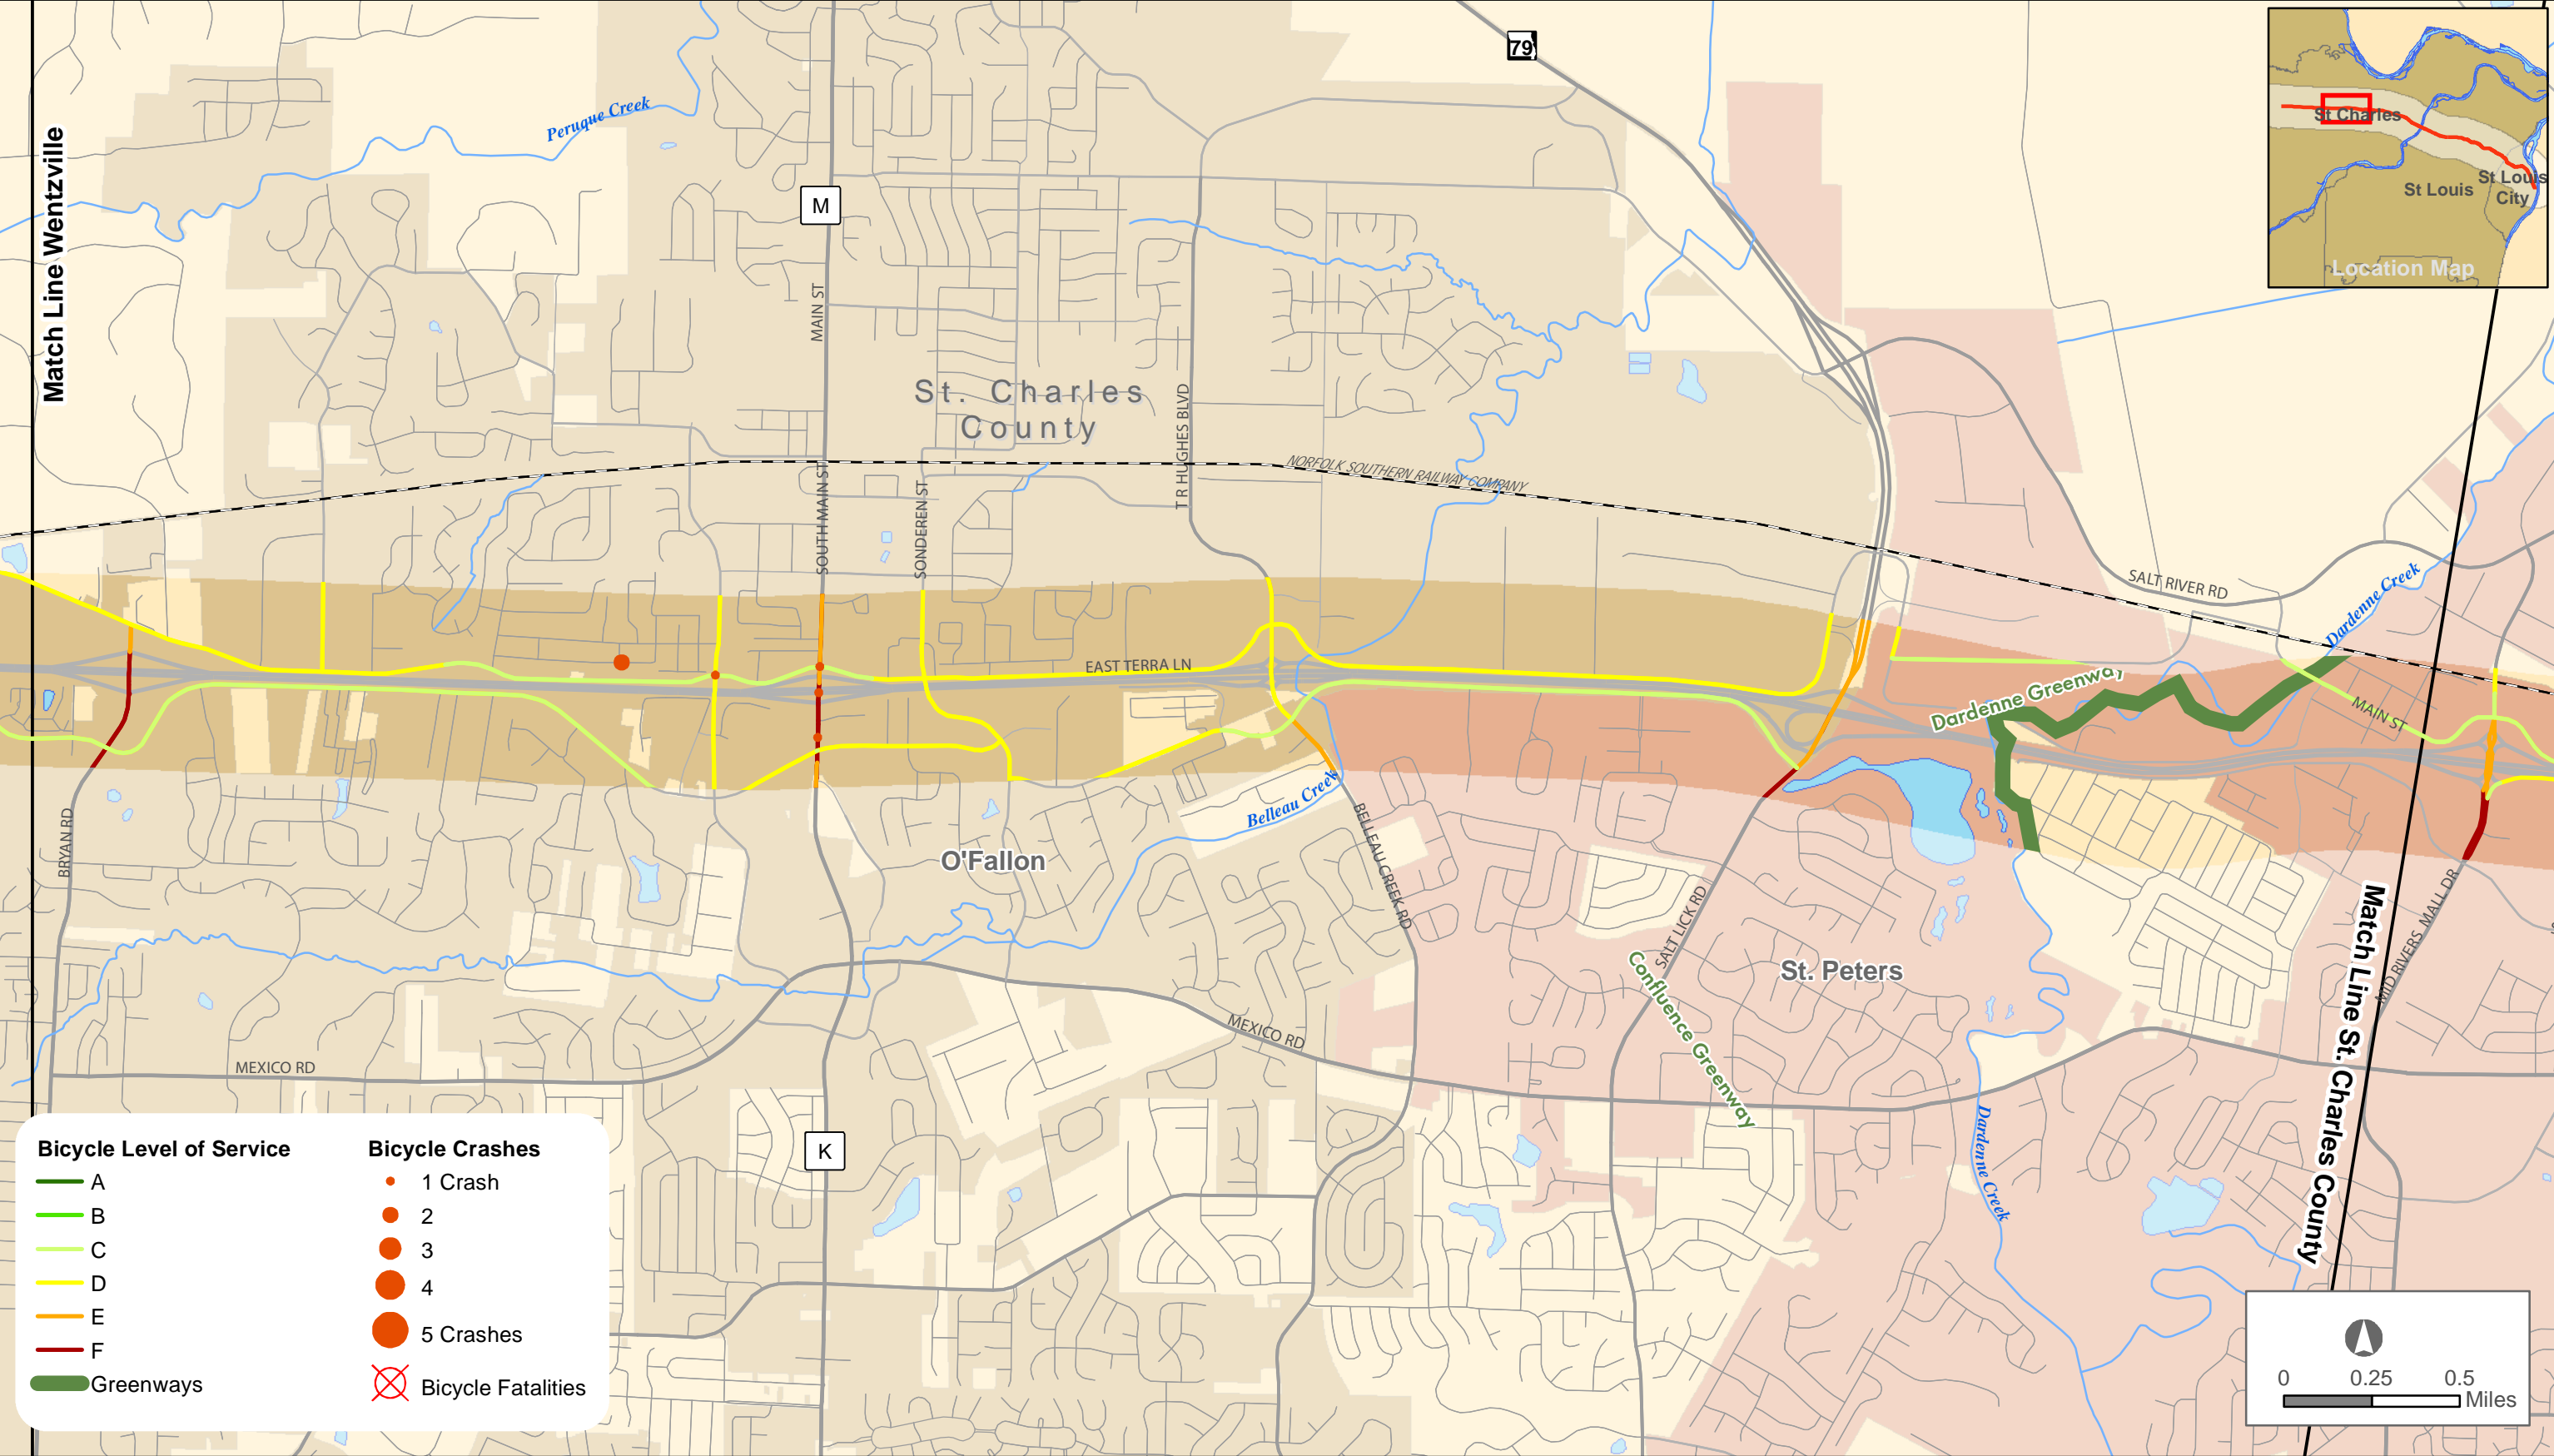 79
Peruque Creek
Match Line Wentzville
M
MAIN ST
St. Charles
County
T R HUGHES BLVD
NORFOLK SOUTHERN RAILWAY COMPANY
SOUTH MAIN ST
SONDEREN ST
SALT RIVER RD
Dardenne Creek
EAST TERRA LN
Dardenne Greenway
MAIN ST
Belleau Creek
BELLEAU CREEK RD
BRYAN RD
O'Fallon
SALT LICK RD
Confluence Greenway
St. Peters
MID RIVERS MALL DR
Match Line St. Charles County
MEXICO RD
MEXICO RD
Dardenne Creek
K
St Charles
St Louis
St Louis
City
Location Map
Bicycle Level of Service
A
B
C
D
E
F
Greenways
Bicycle Crashes
1 Crash
2
3
4
5 Crashes
Bicycle Fatalities
0 0.25 0.5
Miles